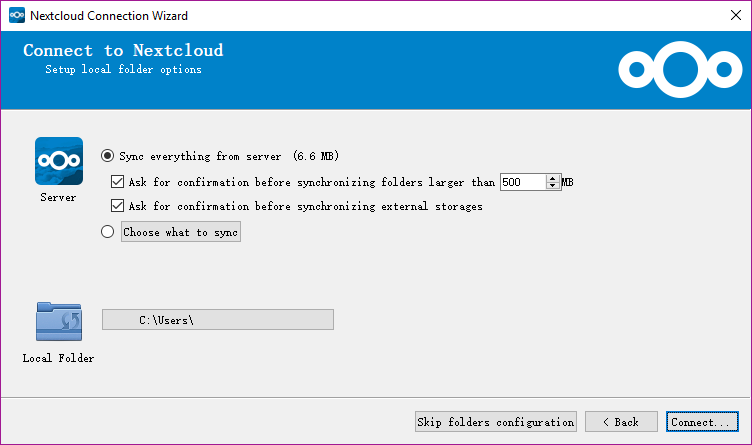 Nextcloud Connection Wizard
Connect to Nextcloud
Setup local folder options
Sync everything from server (6.6 MB)
Ask for confirmation before synchronizing folders larger than 500 MB
Server
Ask for confirmation before synchronizing external storages
Choose what to sync
C:\Users\
Local Folder
Skip folders configuration < Back Connect...